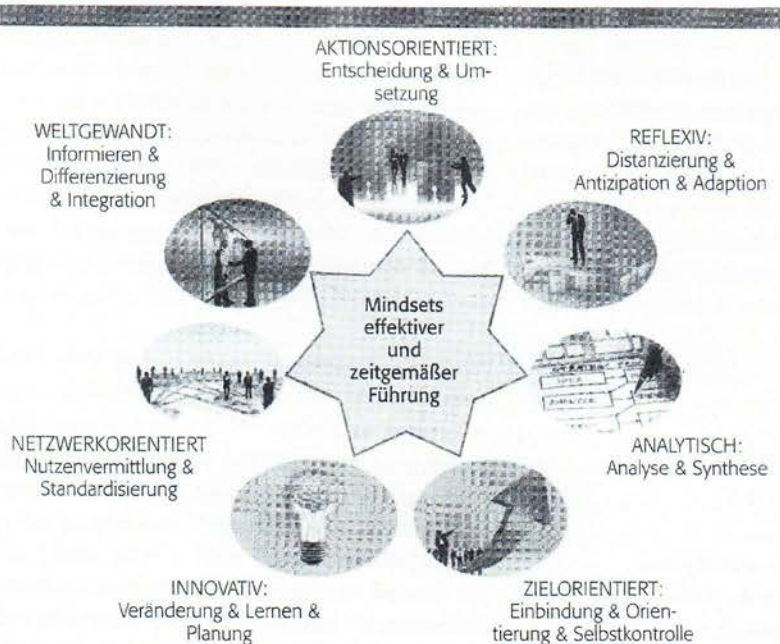 AKTIONSORIENTIERT:
Entscheidung & Um-
setzung
WELTGEWANDT:
Informieren &
Differenzierung
& Integration
REFLEXIV:
Distanzierung &
Antizipation & Adaption
Mindsets
effektiver
und
zeitgemäßer
Führung
NETZWERKORIENTIERT
Nutzenvermittlung &
Standardisierung
ANALYTISCH:
Analyse & Synthese
INNOVATIV:
Veränderung & Lernen &
Planung
ZIELORIENTIERT:
Einbindung & Orien-
tierung & Selbstkontrolle